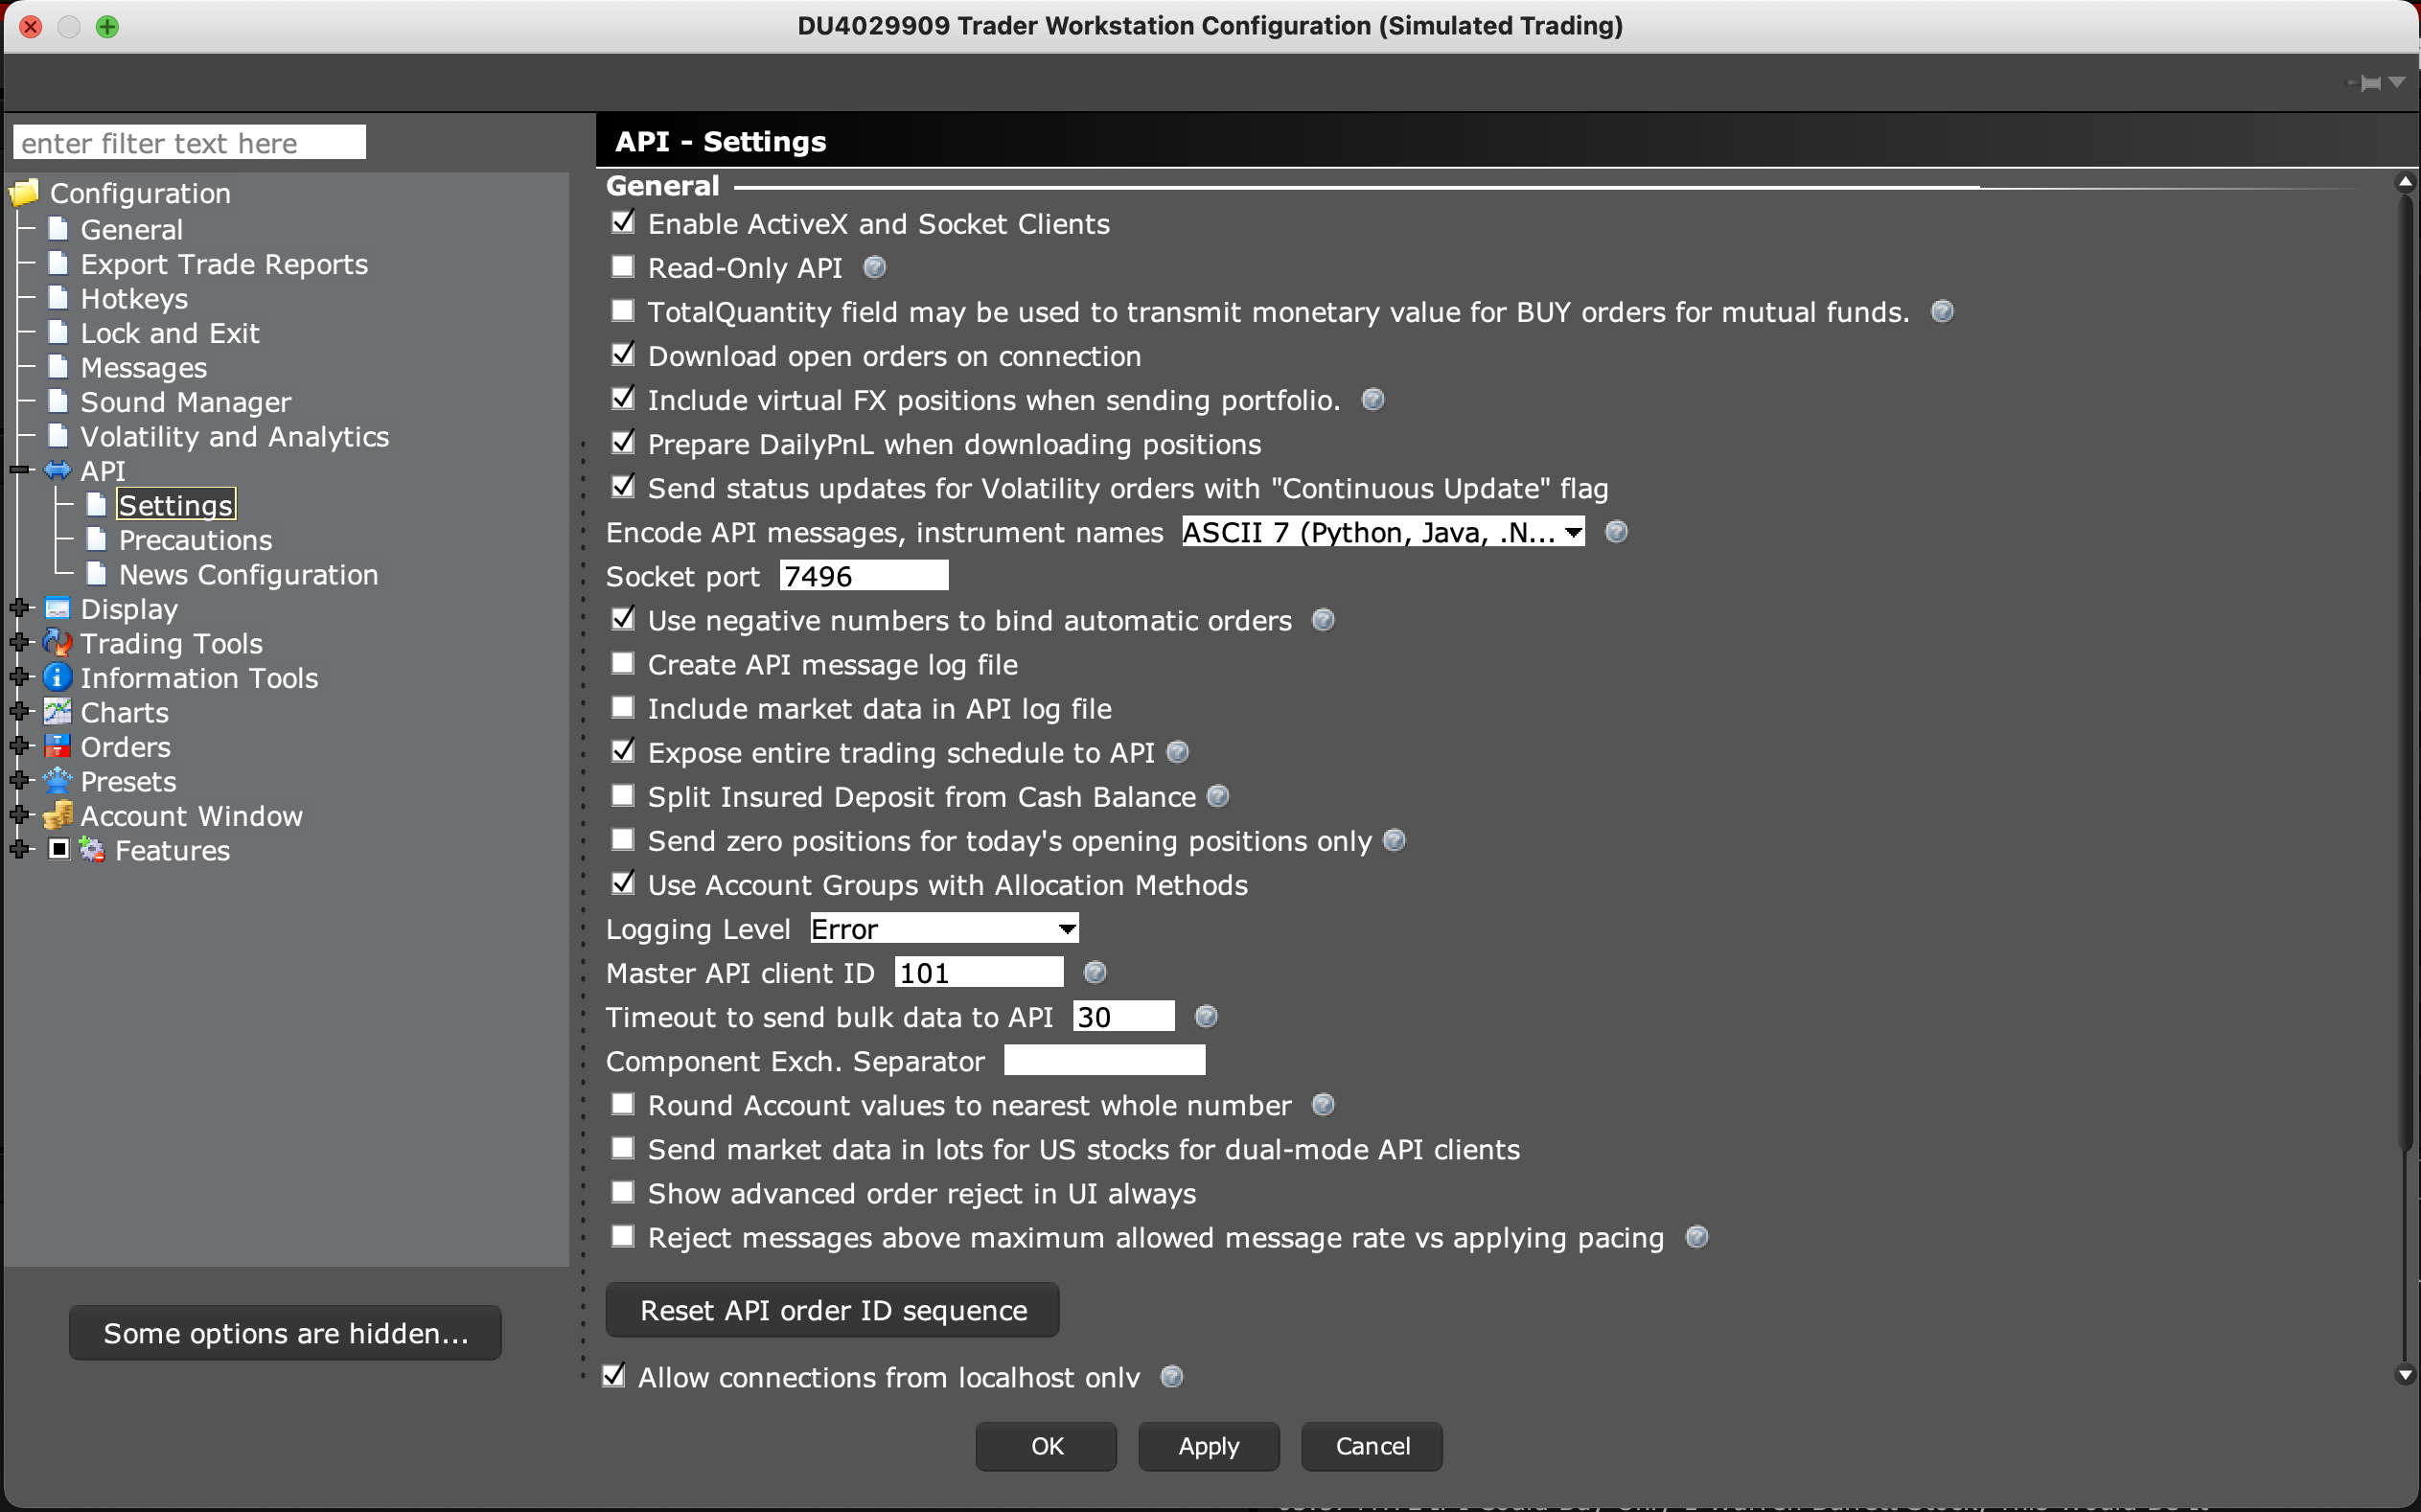 DU4029909 Trader Workstation Configuration (Simulated Trading)
enter filter text here
Configuration
General
Export Trade Reports
Hotkeys
Lock and Exit
Messages
Sound Manager
Volatility and Analytics
API
Settings
Precautions
News Configuration
Display
Trading Tools
Information Tools
Charts
Orders
Presets
Account Window
Features
Some options are hidden...
API - Settings
General
Enable ActiveX and Socket Clients
Read-Only API
TotalQuantity field may be used to transmit monetary value for BUY orders for mutual funds.
Download open orders on connection
Include virtual FX positions when sending portfolio.
Prepare DailyPnL when downloading positions
Send status updates for Volatility orders with "Continuous Update" flag
Encode API messages, instrument names ASCII 7 (Python, Java, .N...
Socket port 7496
Use negative numbers to bind automatic orders
Create API message log file
Include market data in API log file
Expose entire trading schedule to API
Split Insured Deposit from Cash Balance
Send zero positions for today's opening positions only
Use Account Groups with Allocation Methods
Logging Level Error
Master API client ID 101
Timeout to send bulk data to API 30
Component Exch. Separator
Round Account values to nearest whole number
Send market data in lots for US stocks for dual-mode API clients
Show advanced order reject in UI always
Reject messages above maximum allowed message rate vs applying pacing
Reset API order ID sequence
Allow connections from localhost only
OK Apply Cancel